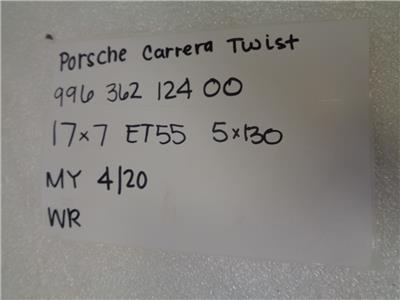 Porsche Carrera Twist
996 362 124 00
17x7 ET55 5x130
MY 4/20
WR